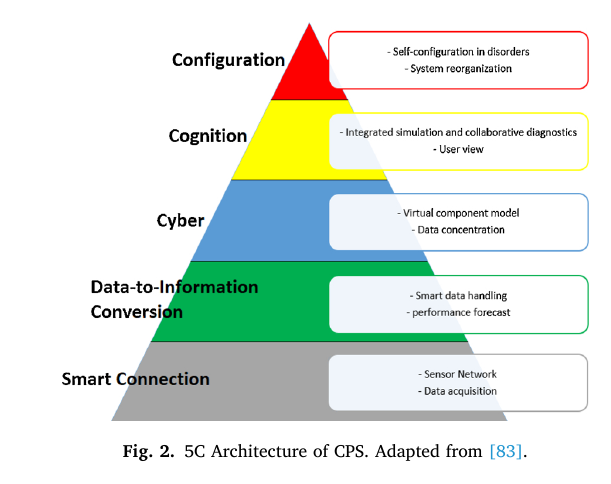 Configuration
- Self-configuration in disorders
- System reorganization
Cognition
- Integrated simulation and collaborative diagnostics
- User view
Cyber
- Virtual component model
- Data concentration
Data-to-Information
Conversion
- Smart data handling
- performance forecast
Smart Connection
- Sensor Network
- Data acquisition
Fig. 2. 5C Architecture of CPS. Adapted from [83].